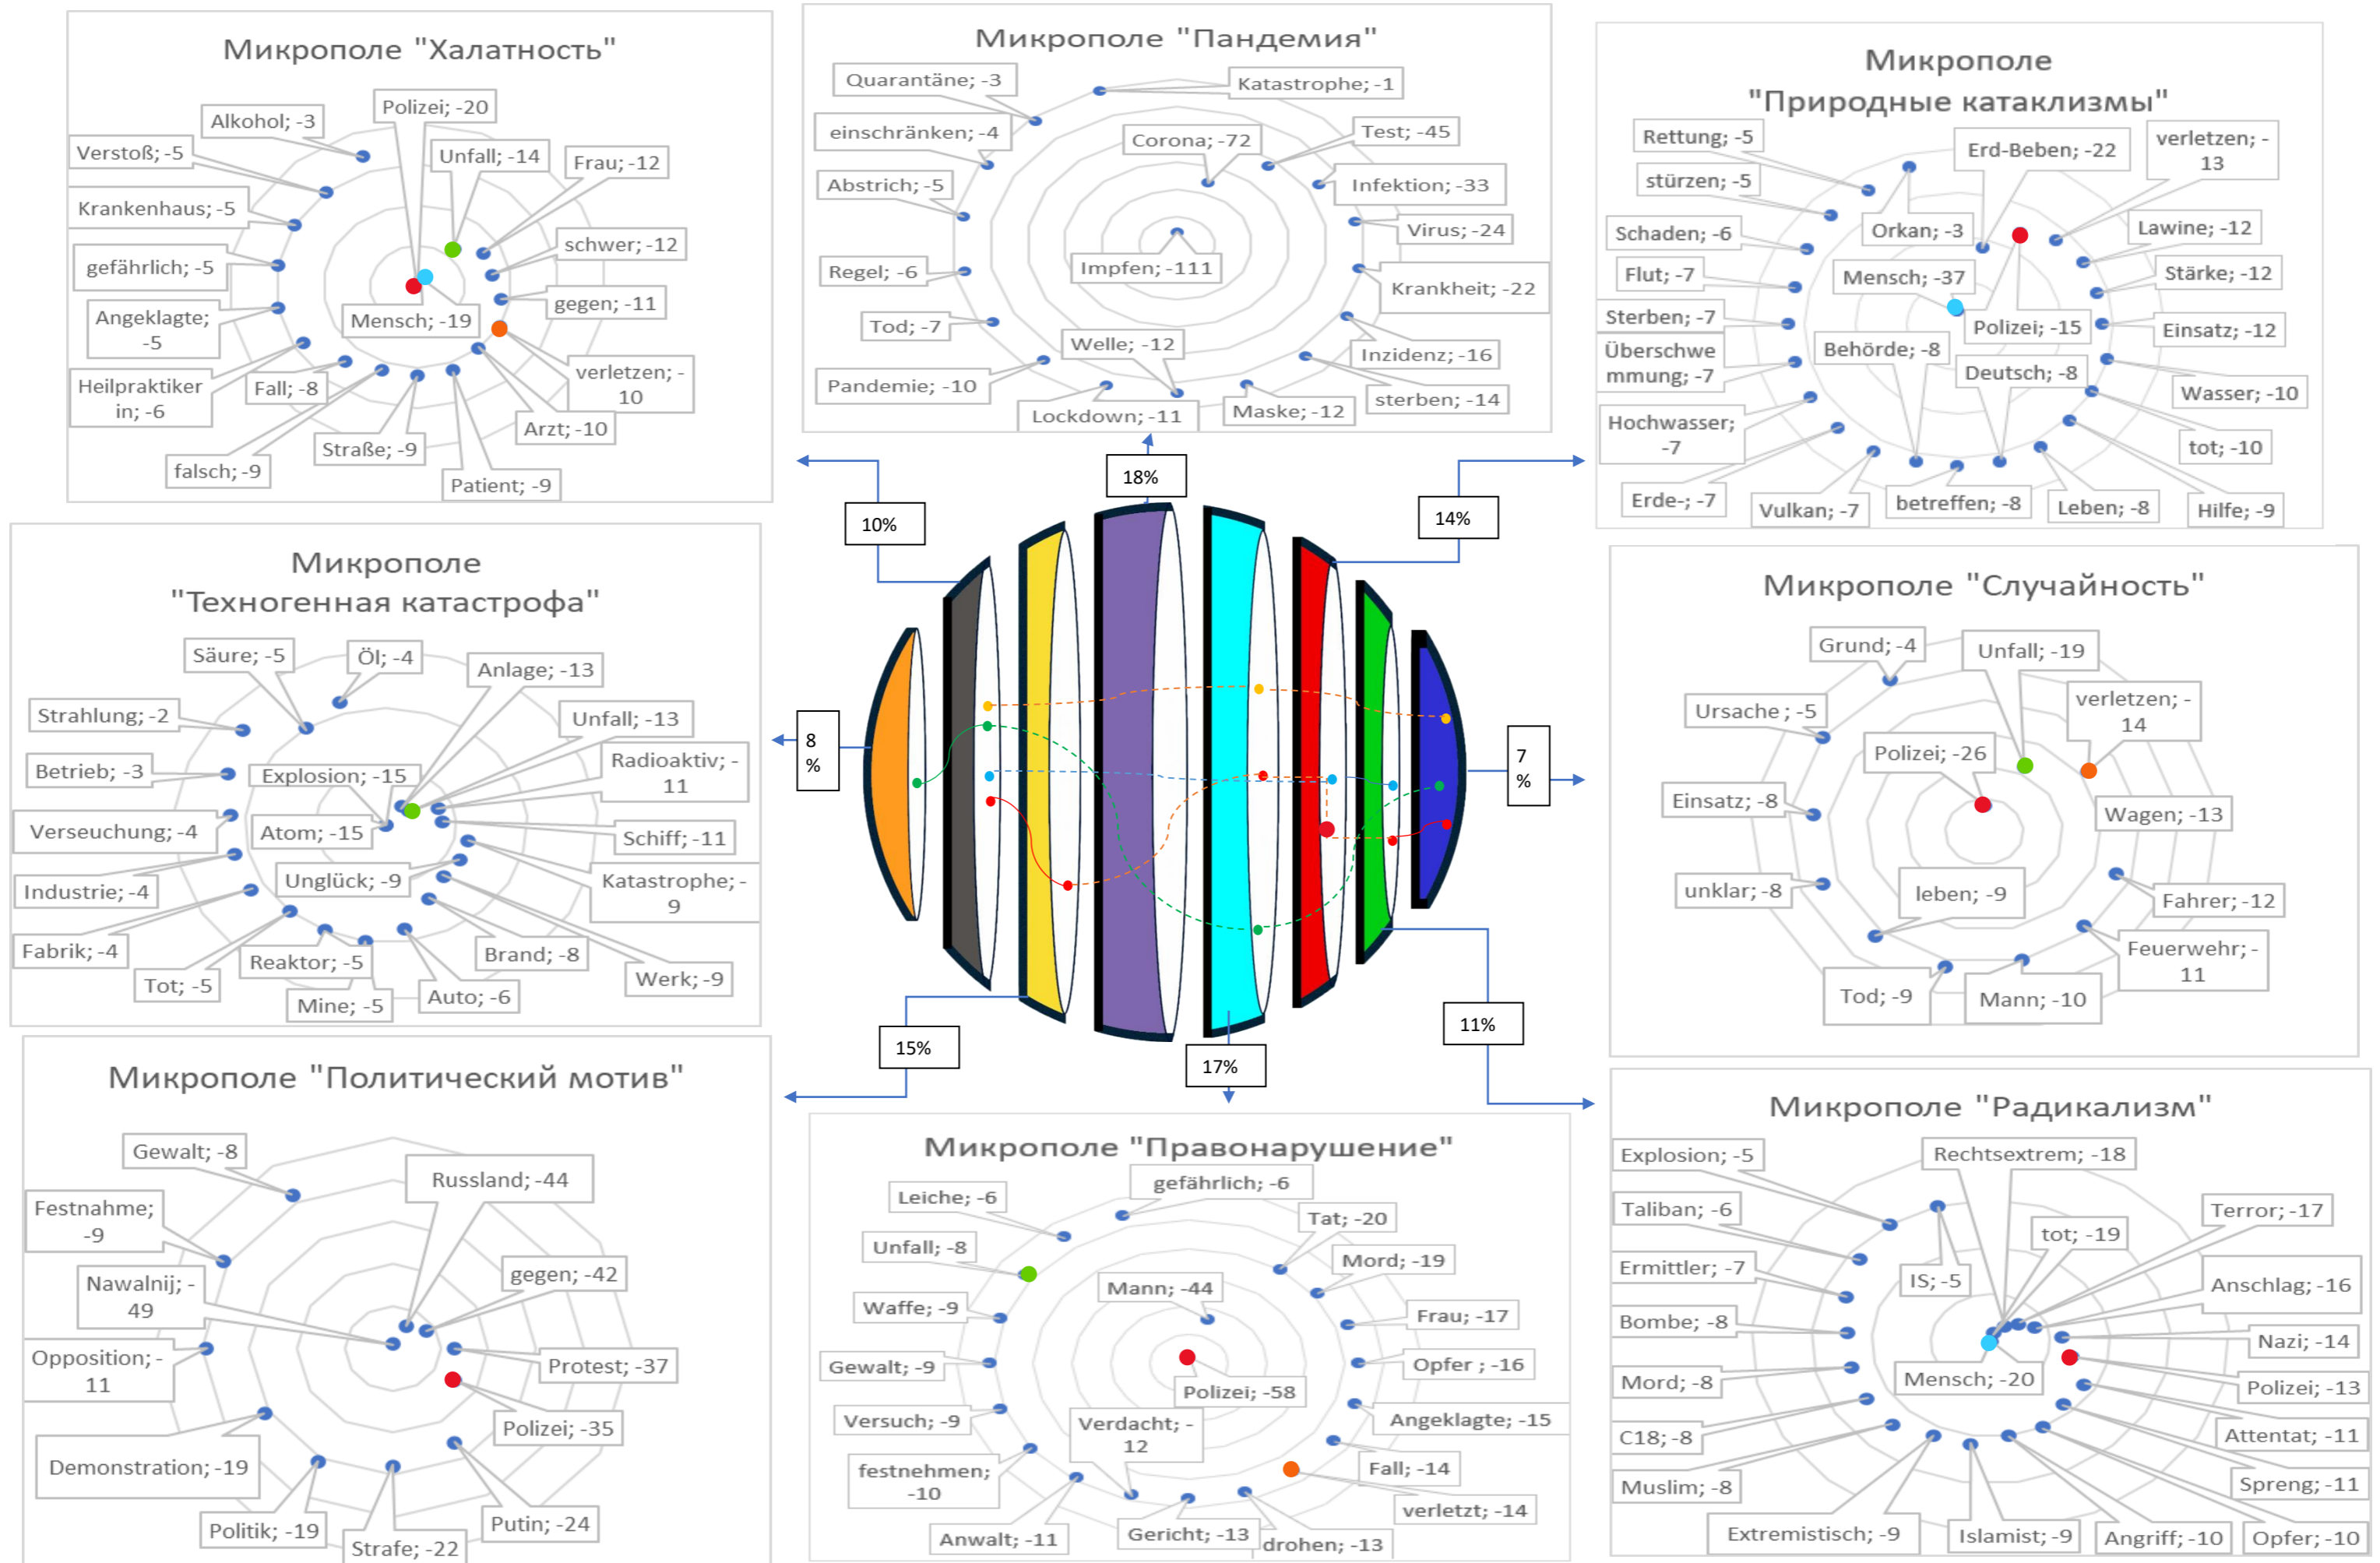 Микрополе "Халатность"
Polizei; -20
Alkohol; -3
Unfall; -14
Verstoß; -5
Frau; -12
Krankenhaus; -5
schwer; -12
gefährlich; -5
gegen; -11
Angeklagte;
-5
Mensch; -19
verletzen; -
10
Heilpraktiker
in; -6
Fall; -8
Arzt; -10
Straße; -9
falsch; -9
Patient; -9
Микрополе "Пандемия"
Quarantäne; -3
Katastrophe; -1
einschränken; -4
Corona; -72
Test; -45
Abstrich; -5
Infektion; -33
Virus; -24
Regel; -6
Impfen; -111
Krankheit; -22
Tod; -7
Welle; -12
Inzidenz; -16
Pandemie; -10
sterben; -14
Lockdown; -11
Maske; -12
Микрополе
"Природные катаклизмы"
Rettung; -5
Erd-Beben; -22
verletzen; -
13
stürzen; -5
Schaden; -6
Orkan; -3
Lawine; -12
Flut; -7
Mensch; -37
Stärke; -12
Sterben; -7
Polizei; -15
Einsatz; -12
Überschwe
mmung; -7
Behörde; -8
Deutsch; -8
Wasser; -10
Hochwasser;
-7
tot; -10
Erde-; -7
Vulkan; -7
betreffen; -8
Leben; -8
Hilfe; -9
10%
18%
14%
8
%
7
%
15%
17%
11%
Микрополе
"Техногенная катастрофа"
Säure; -5
Öl; -4
Anlage; -13
Strahlung; -2
Unfall; -13
Betrieb; -3
Explosion; -15
Radioaktiv; -
11
Verseuchung; -4
Atom; -15
Schiff; -11
Industrie; -4
Unglück; -9
Katastrophe; -
9
Fabrik; -4
Tot; -5
Reaktor; -5
Brand; -8
Werk; -9
Mine; -5
Auto; -6
Микрополе "Случайность"
Grund; -4
Unfall; -19
Ursache ; -5
verletzen; -
14
Polizei; -26
Einsatz; -8
Wagen; -13
unklar; -8
leben; -9
Fahrer; -12
Feuerwehr; -
11
Tod; -9
Mann; -10
Микрополе "Политический мотив"
Gewalt; -8
Russland; -44
Festnahme;
-9
Nawalnij; -
49
gegen; -42
Opposition; -
11
Protest; -37
Polizei; -35
Demonstration; -19
Politik; -19
Strafe; -22
Putin; -24
Микрополе "Правонарушение"
Leiche; -6
gefährlich; -6
Unfall; -8
Tat; -20
Mord; -19
Waffe; -9
Mann; -44
Frau; -17
Gewalt; -9
Opfer ; -16
Polizei; -58
Versuch; -9
Verdacht; -
12
Angeklagte; -15
festnehmen;
-10
Fall; -14
verletzt; -14
Anwalt; -11
Gericht; -13
drohen; -13
Микрополе "Радикализм"
Explosion; -5
Rechtsextrem; -18
Taliban; -6
tot; -19
Terror; -17
Ermittler; -7
IS; -5
Anschlag; -16
Bombe; -8
Nazi; -14
Mord; -8
Mensch; -20
Polizei; -13
C18; -8
Attentat; -11
Muslim; -8
Spreng; -11
Extremistisch; -9
Islamist; -9
Angriff; -10
Opfer; -10